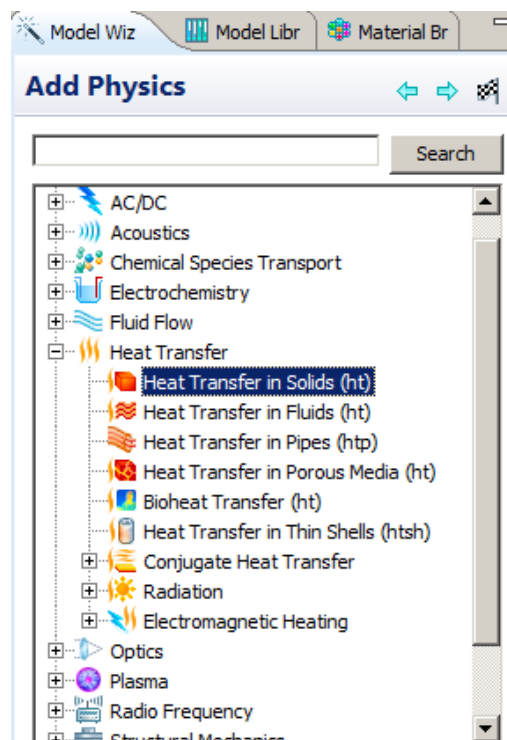 Model Wiz Model Libr Material Br
Add Physics
Search
AC/DC
Acoustics
Chemical Species Transport
Electrochemistry
Fluid Flow
Heat Transfer
Heat Transfer in Solids (ht)
Heat Transfer in Fluids (ht)
Heat Transfer in Pipes (htp)
Heat Transfer in Porous Media (ht)
Bioheat Transfer (ht)
Heat Transfer in Thin Shells (htsh)
Conjugate Heat Transfer
Radiation
Electromagnetic Heating
Optics
Plasma
Radio Frequency
Structural Mechanics